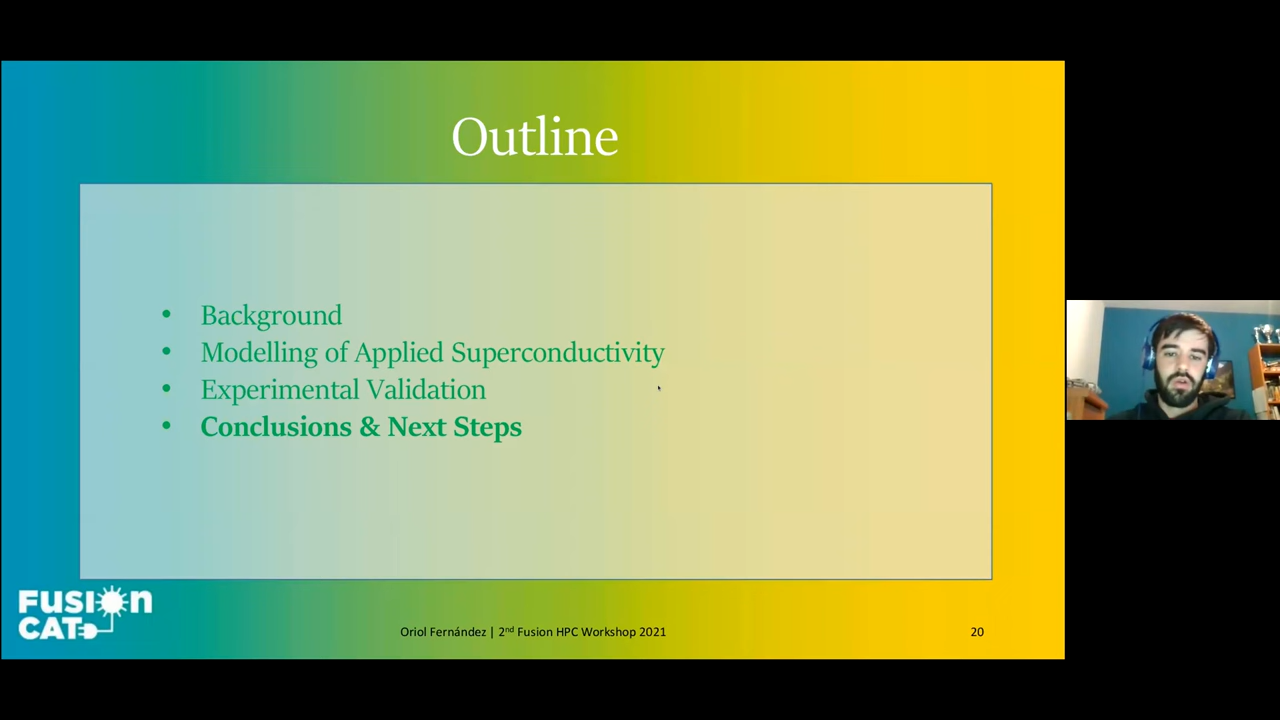 Outline
• Background
• Modelling of Applied Superconductivity
• Experimental Validation
• Conclusions & Next Steps
FUSION
CAT
Oriol Fernández | 2nd Fusion HPC Workshop 2021
20